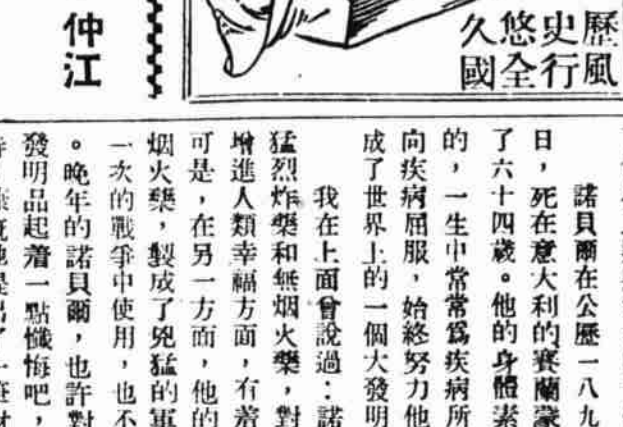 歷史悠久
風行全國
仲江
諾貝爾在公歷一八九
日，死在意大利的賽蘭
了六十四歲。他的身體素
的，一生中常常爲疾病所
向疾病屈服，始終努力他
成了世界上的一個大發明
我在上面曾說過：諾
猛烈炸藥和無烟火藥，對
增進人類幸福方面，有着
可是，在另一方面，他的
烟火藥，製成了兇猛的軍
一次的戰爭中使用，也不
。晚年的諾貝爾，也許對
發明品起着一點懺悔吧，